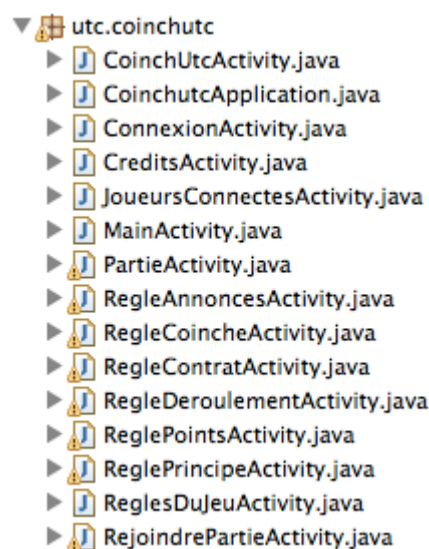 utc.coinchutc
CoinchUtcActivity.java
CoinchutcApplication.java
ConnexionActivity.java
CreditsActivity.java
JoueursConnectesActivity.java
MainActivity.java
PartieActivity.java
RegleAnnoncesActivity.java
RegleCoincheActivity.java
RegleContratActivity.java
RegleDeroulementActivity.java
ReglePointsActivity.java
ReglePrincipeActivity.java
ReglesDuJeuActivity.java
RejoindrePartieActivity.java